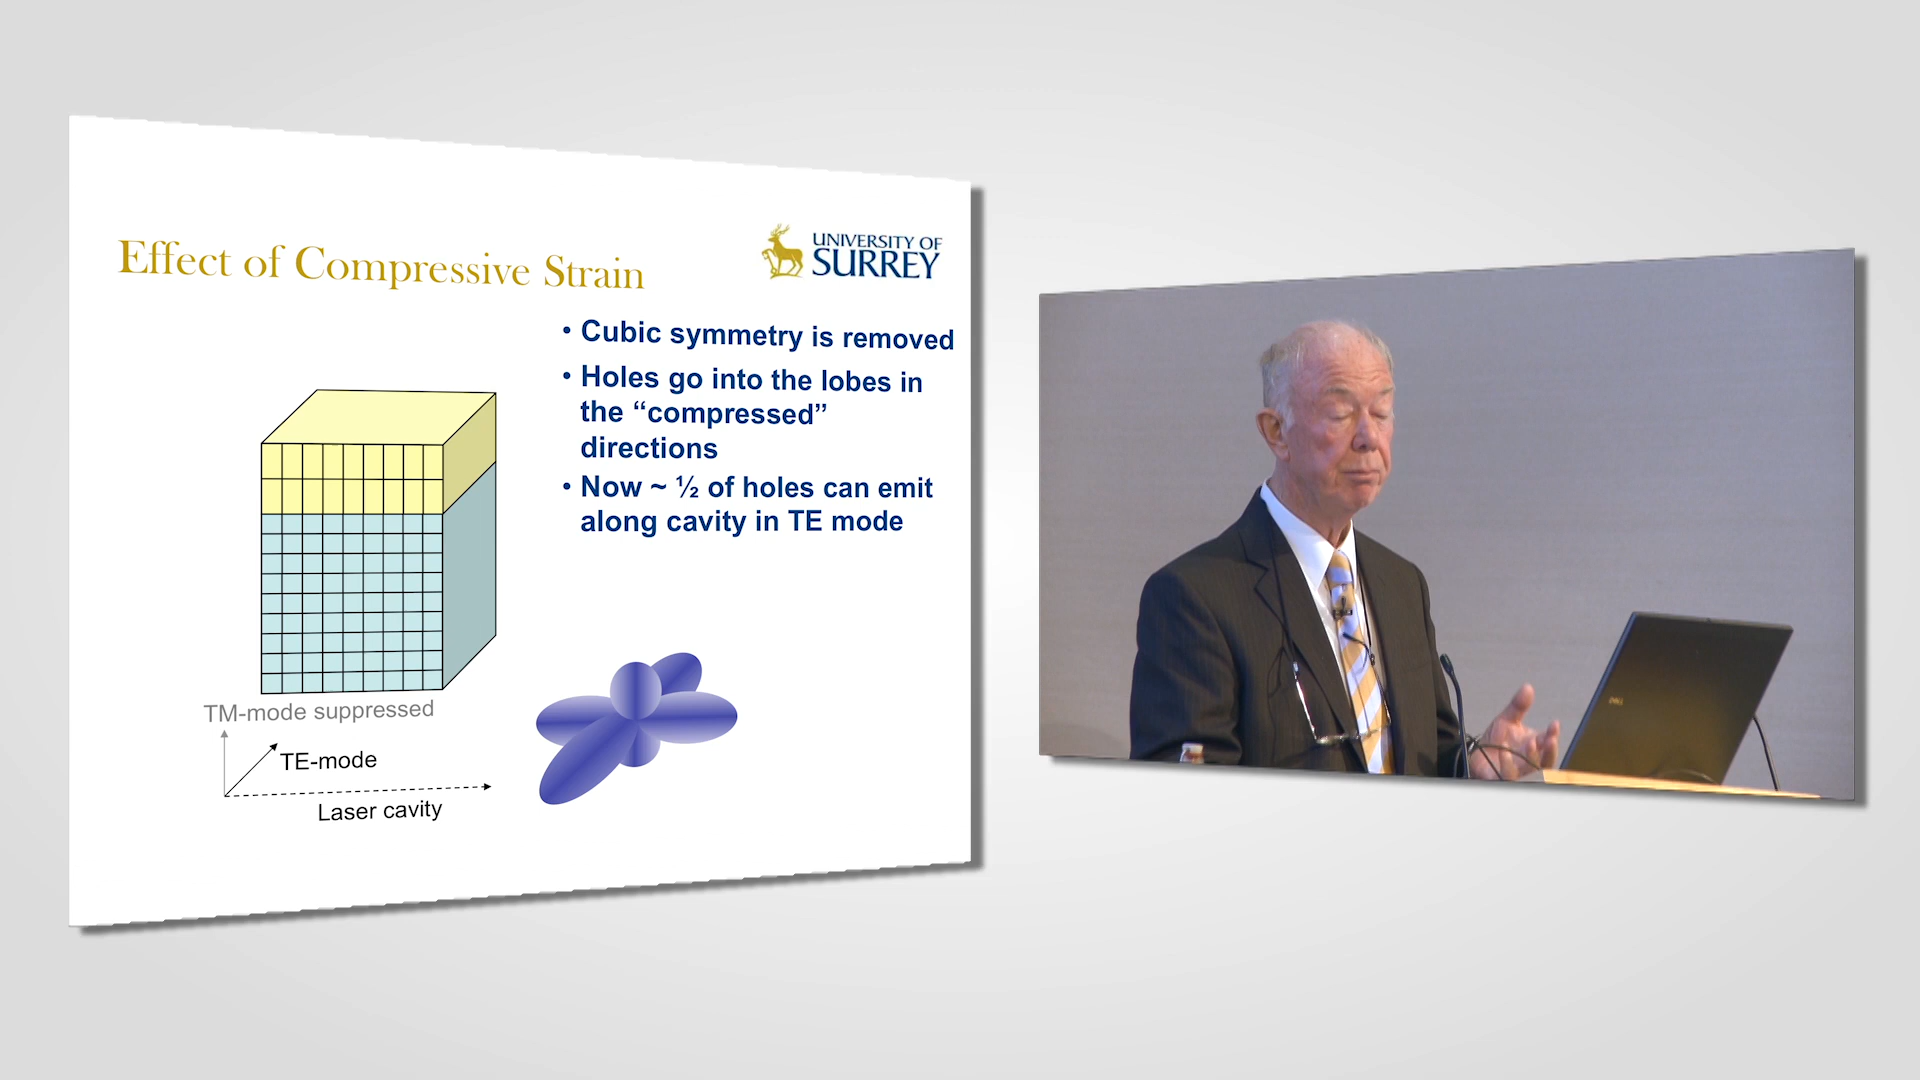 Effect of Compressive Strain
UNIVERSITY OF
SURREY
• Cubic symmetry is removed
• Holes go into the lobes in
the “compressed”
directions
• Now ~ ½ of holes can emit
along cavity in TE mode
TM-mode suppressed
TE-mode
Laser cavity
DELL